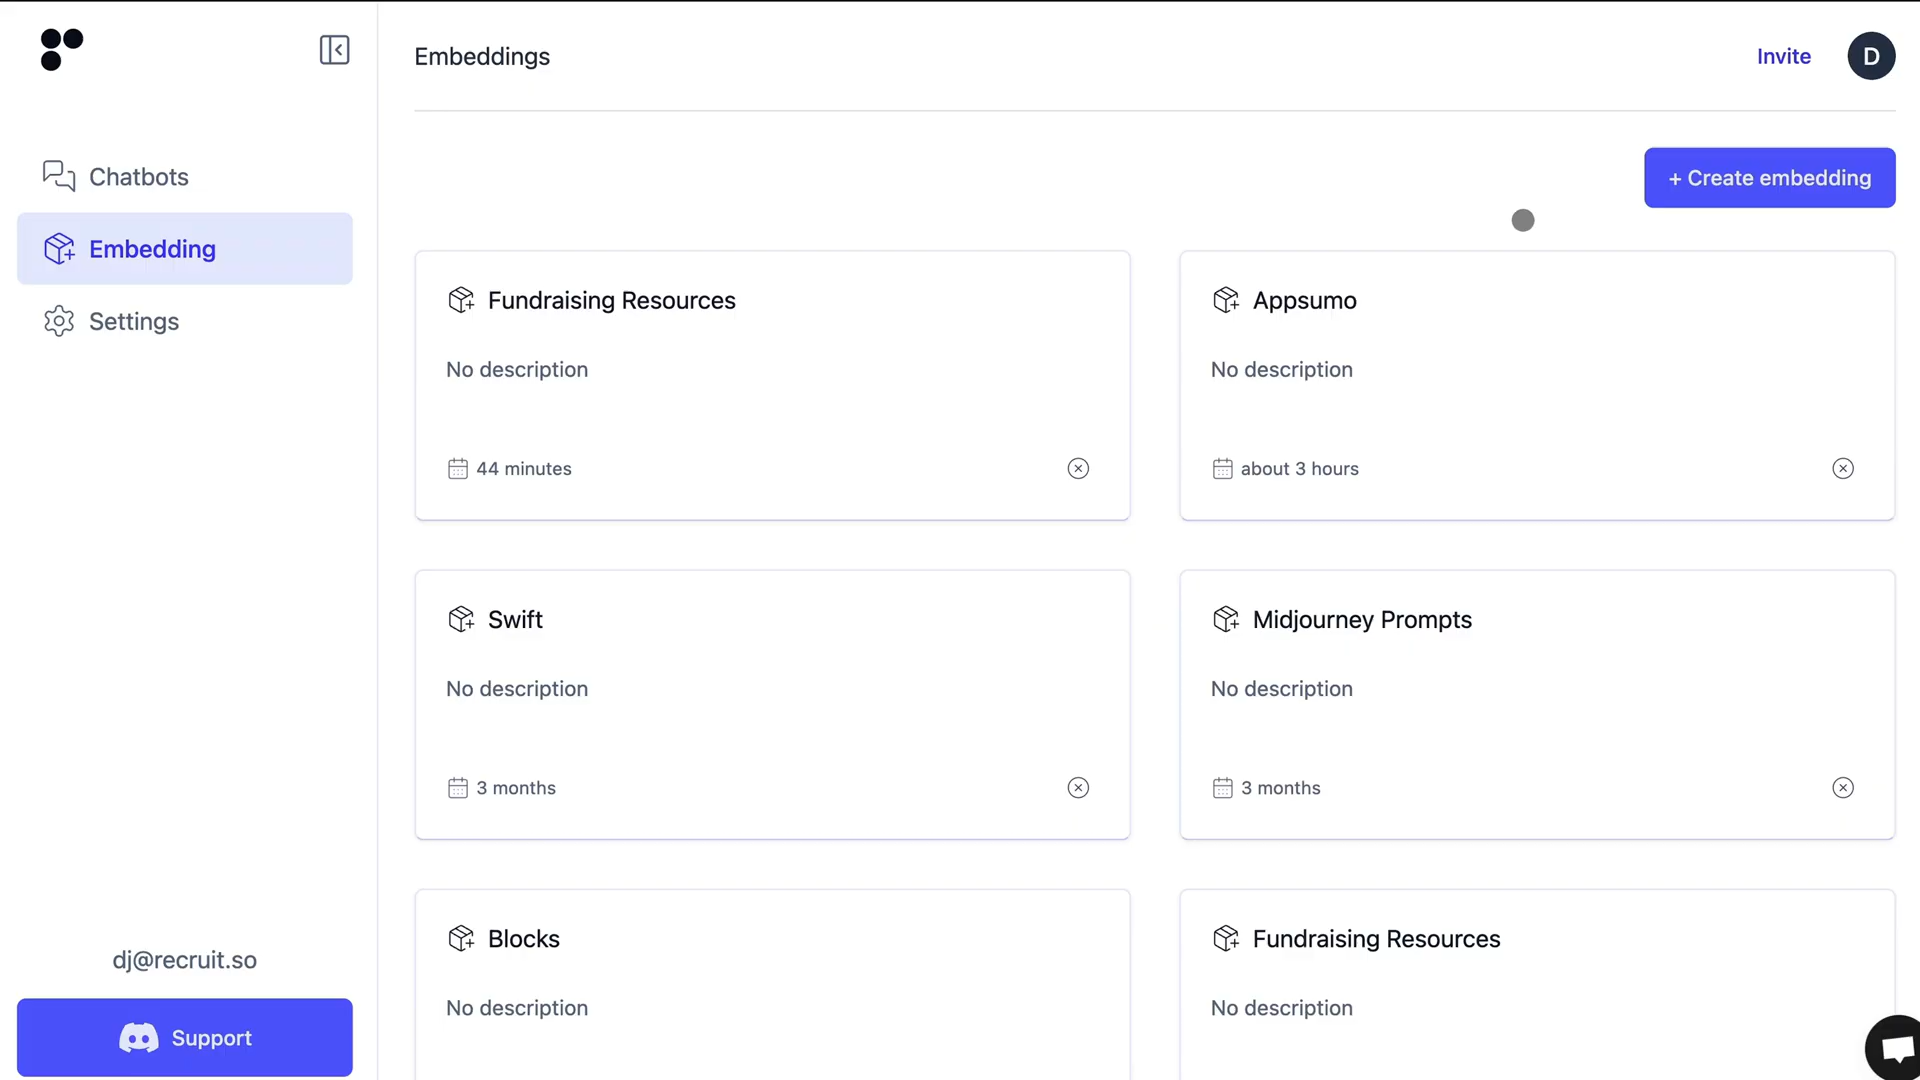 Embeddings
Invite
D
Chatbots
Embedding
Settings
+ Create embedding
Fundraising Resources
No description
44 minutes
Appsumo
No description
about 3 hours
Swift
No description
3 months
Midjourney Prompts
No description
3 months
Blocks
No description
Fundraising Resources
No description
dj@recruit.so
Support